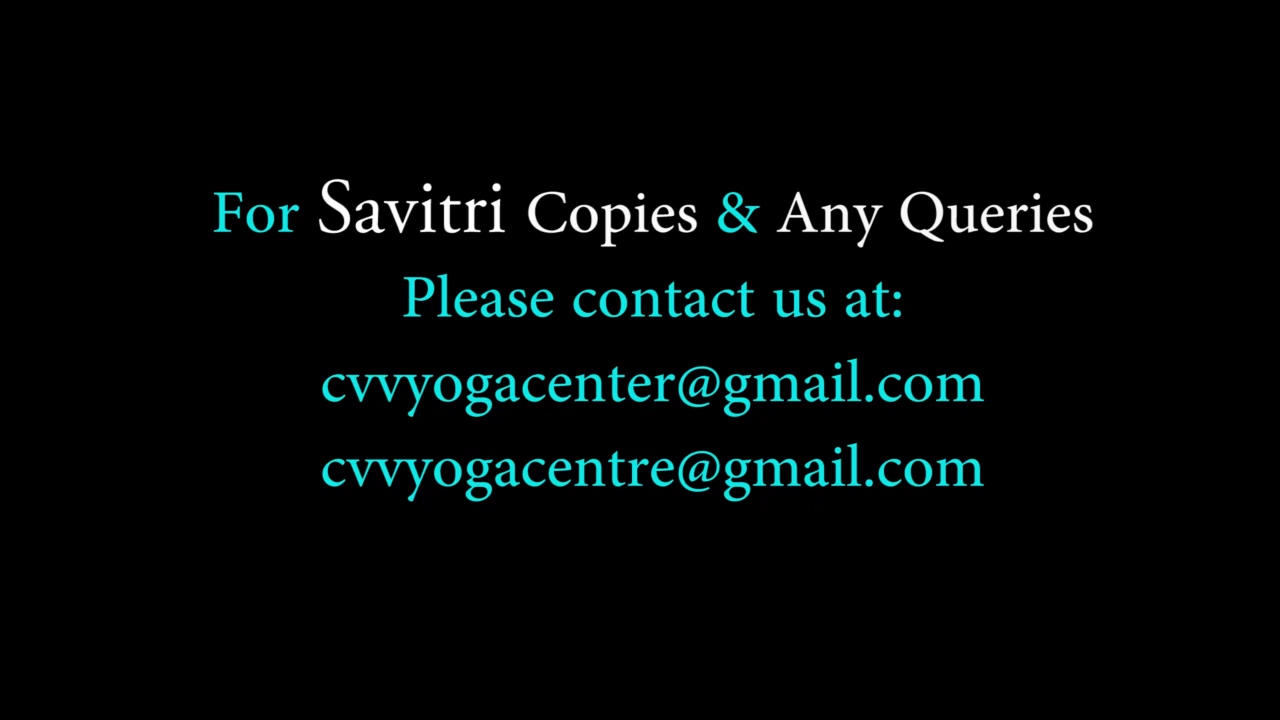 For Savitri Copies & Any Queries
Please contact us at:
cvvyogacenter@gmail.com
cvvyogacentre@gmail.com